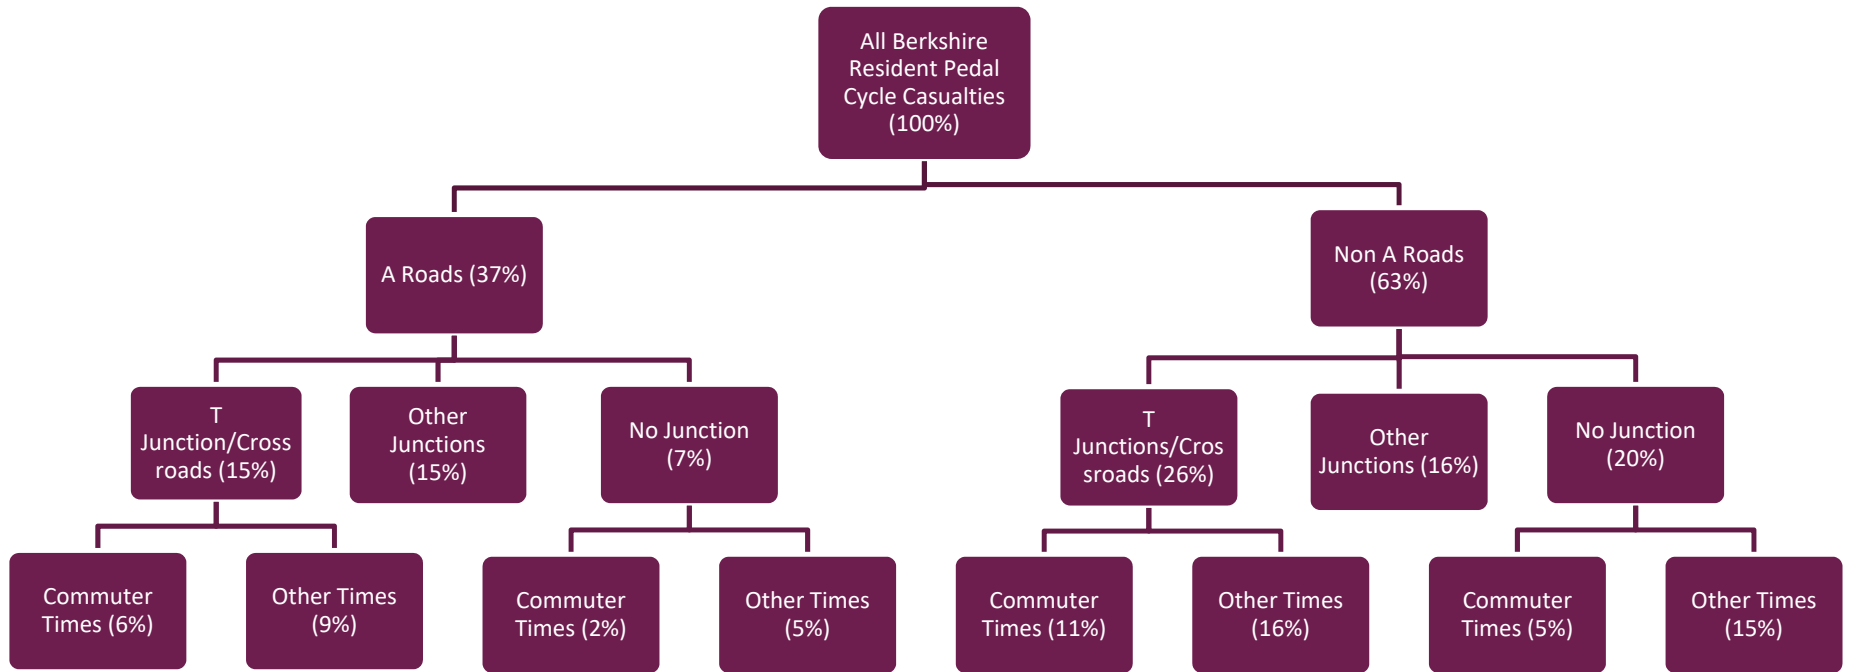 All Berkshire
Resident Pedal
Cycle Casualties
(100%)
A Roads (37%)
Non A Roads
(63%)
T
Junction/Cross
roads (15%)
Other
Junctions
(15%)
No Junction
(7%)
T
Junctions/Cros
sroads (26%)
Other
Junctions (16%)
No Junction
(20%)
Commuter
Times (6%)
Other Times
(9%)
Commuter
Times (2%)
Other Times
(5%)
Commuter
Times (11%)
Other Times
(16%)
Commuter
Times (5%)
Other Times
(15%)